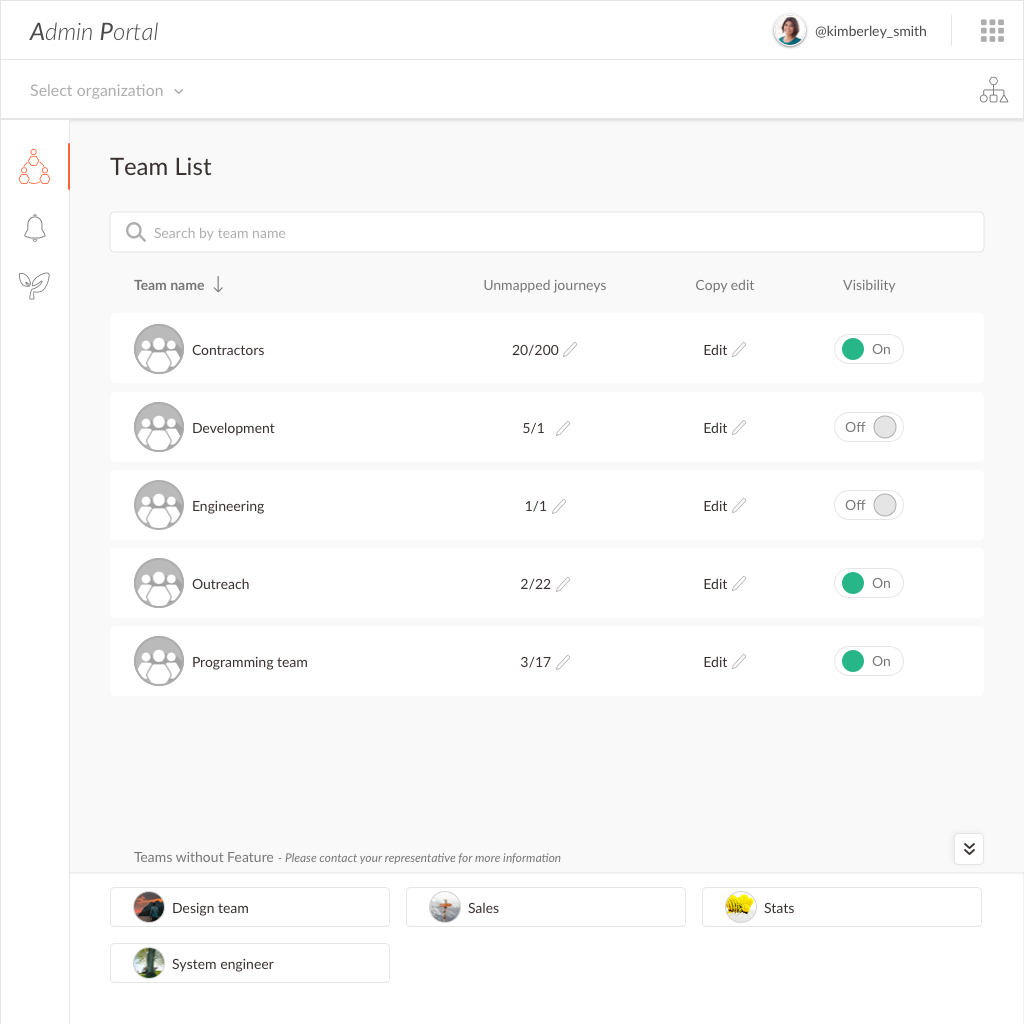 Admin Portal
@kimberley_smith
Select organization
Team List
Search by team name
Team name Unmapped journeys Copy edit Visibility
Contractors 20/200 Edit On
Development 5/1 Edit Off
Engineering 1/1 Edit Off
Outreach 2/22 Edit On
Programming team 3/17 Edit On
Teams without Feature - Please contact your representative for more information
Design team Sales Stats
System engineer